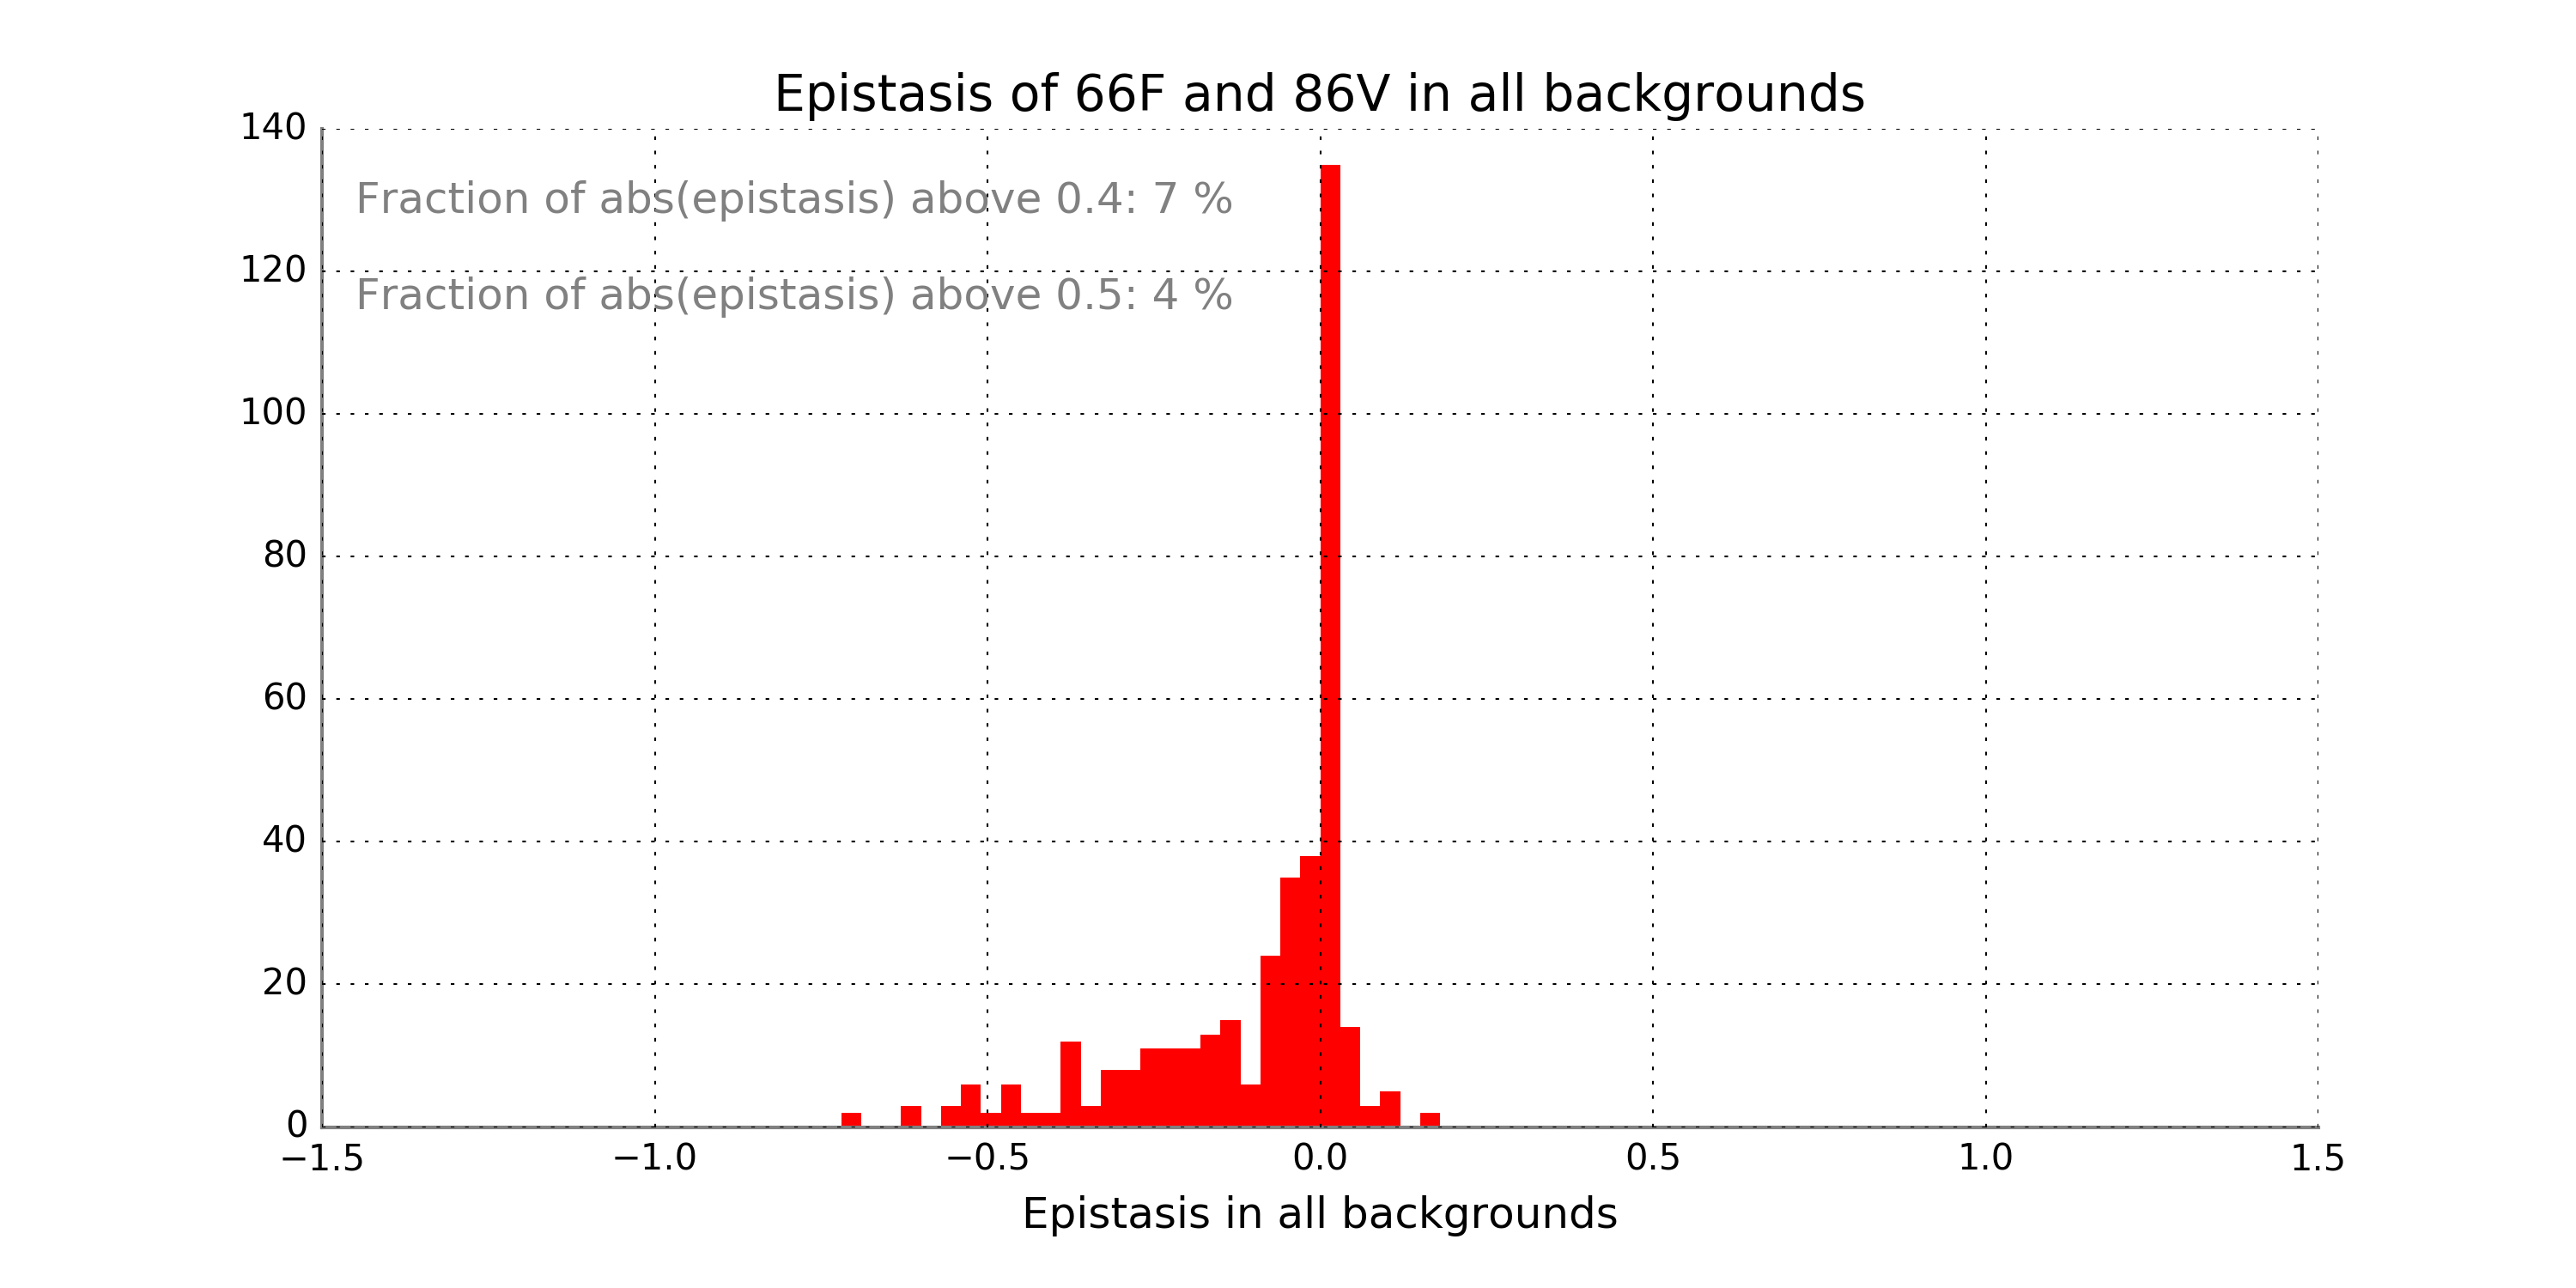 Epistasis of 66F and 86V in all backgrounds
140
Fraction of abs(epistasis) above 0.4: 7 %
120
Fraction of abs(epistasis) above 0.5: 4 %
100
80
60
40
20
0
−1.5 −1.0 −0.5 0.0 0.5 1.0 1.5
Epistasis in all backgrounds